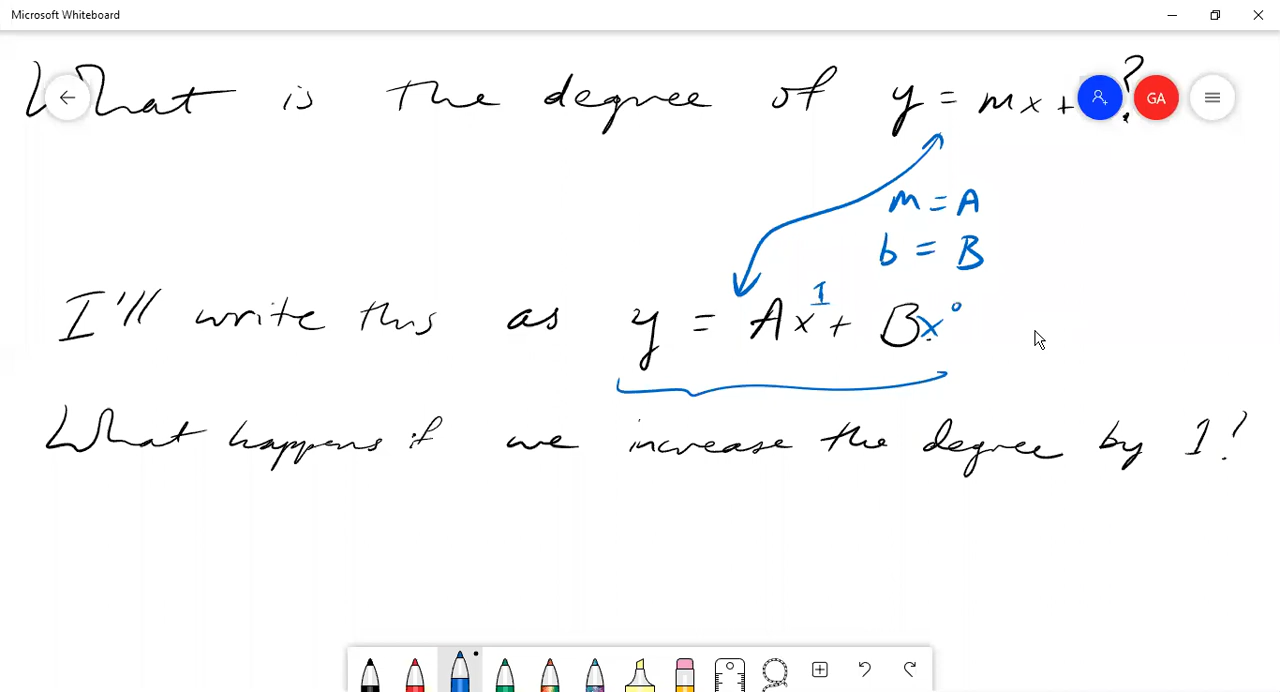 Microsoft Whiteboard
What is the degree of y = mx + ?
GA
m = A
b = B
I'll write this as y = Ax¹ + Bx⁰
What happens if we increase the degree by 1?